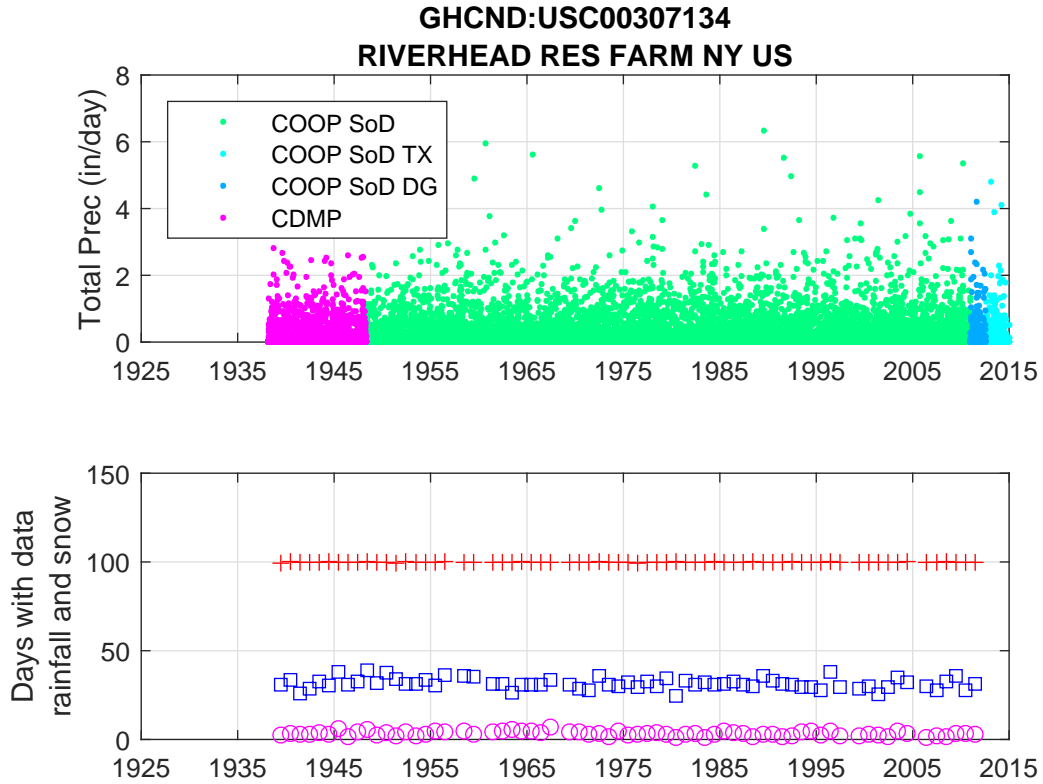 GHCND:USC00307134
RIVERHEAD RES FARM NY US
Total Prec (in/day)
8
6
4
2
0
COOP SoD
COOP SoD TX
COOP SoD DG
CDMP
1925 1935 1945 1955 1965 1975 1985 1995 2005 2015
Days with data
rainfall and snow
150
100
50
0
1925 1935 1945 1955 1965 1975 1985 1995 2005 2015